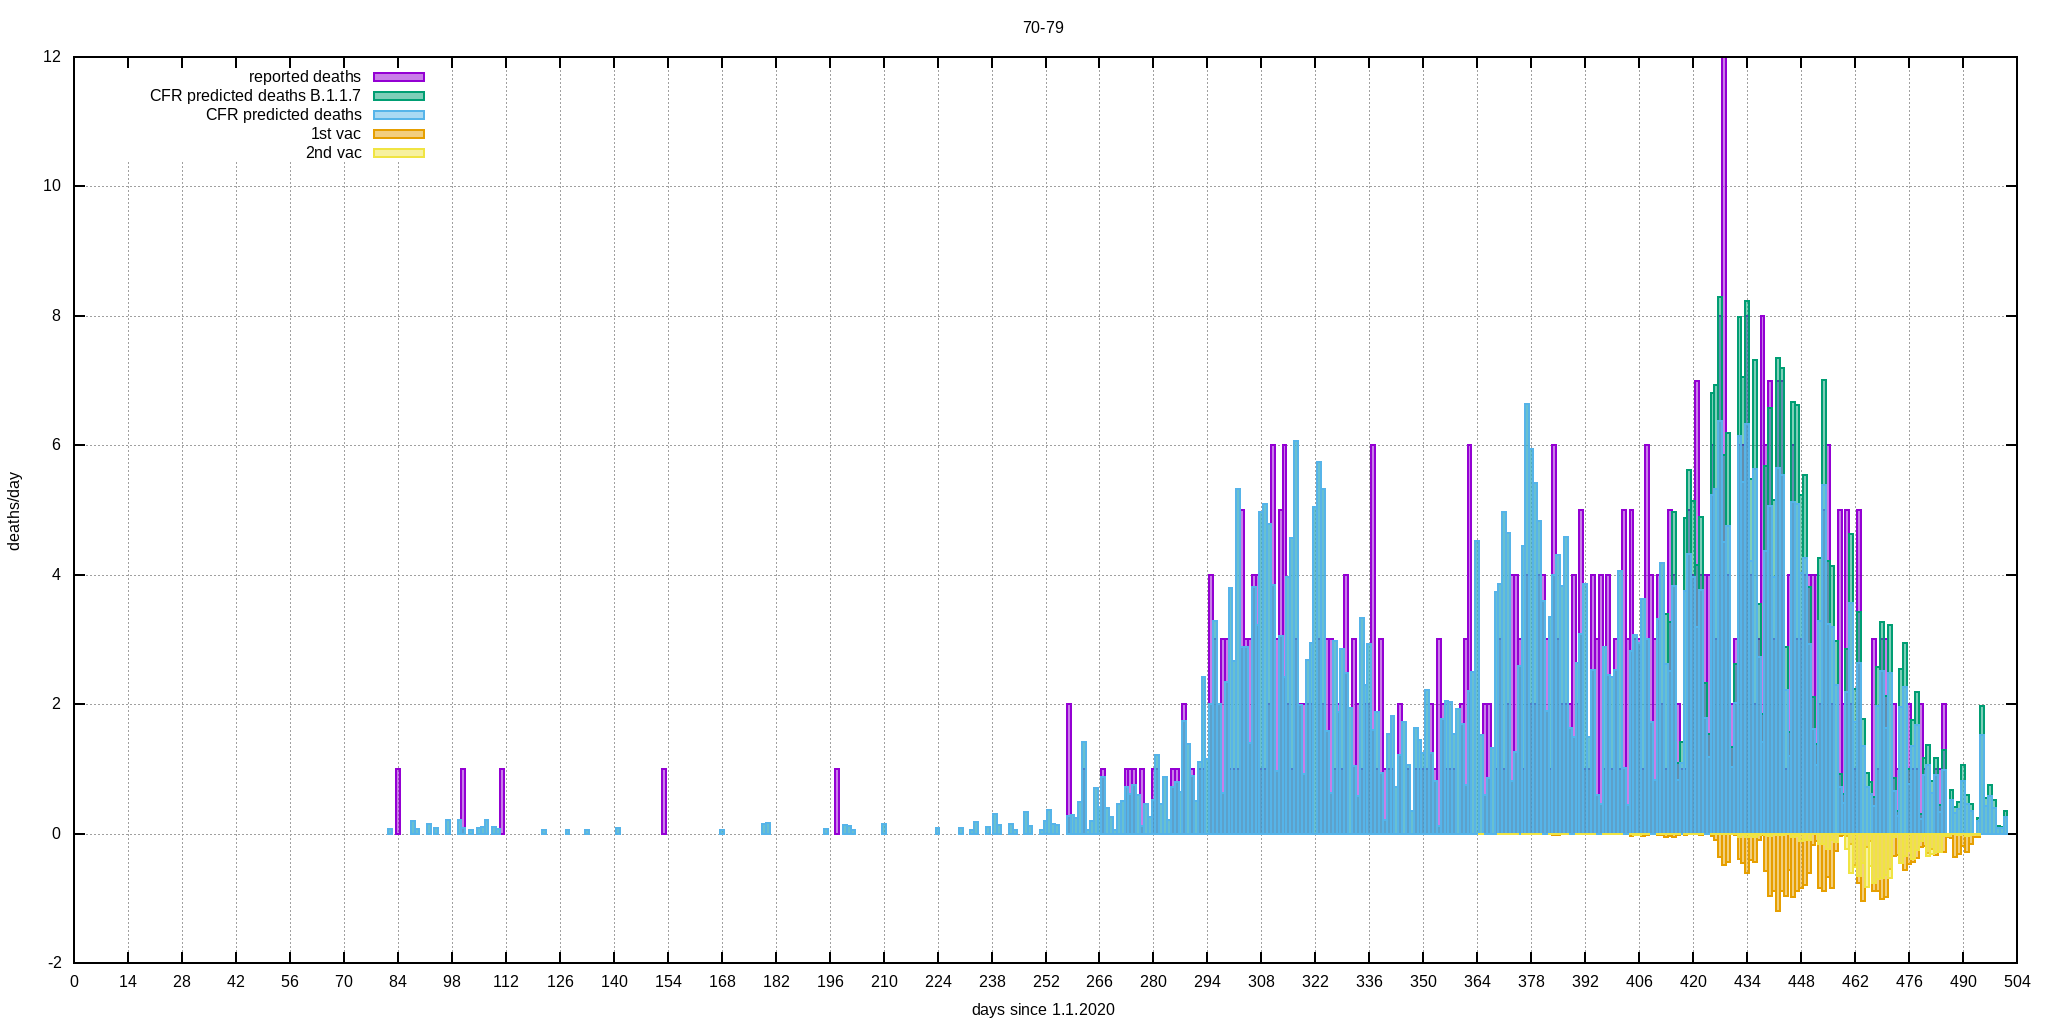 70-79
12
10
8
6
4
2
0
-2
deaths/day
reported deaths
CFR predicted deaths B.1.1.7
CFR predicted deaths
1st vac
2nd vac
0 14 28 42 56 70 84 98 112 126 140 154 168 182 196 210 224 238 252 266 280 294 308 322 336 350 364 378 392 406 420 434 448 462 476 490 504
days since 1.1.2020